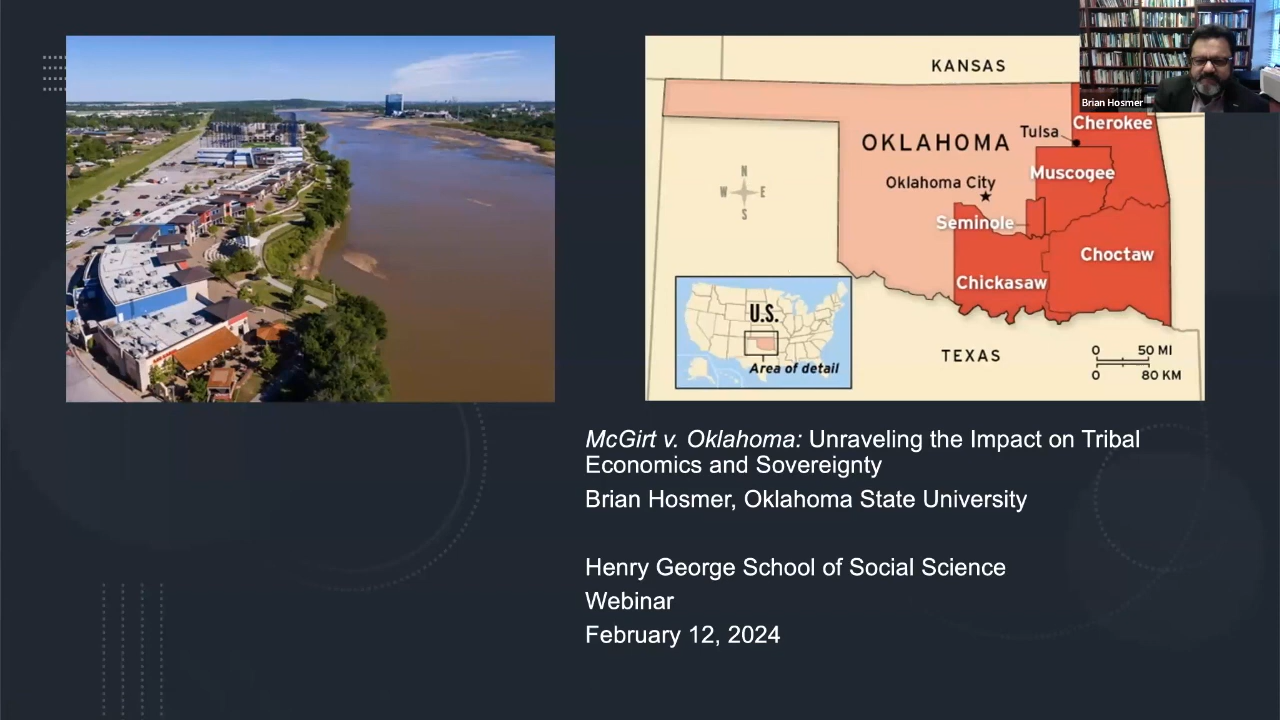 Brian Hosmer
KANSAS
OKLAHOMA
Tulsa
Cherokee
Muscogee
Oklahoma City
N
W E
S
Seminole
Choctaw
Chickasaw
U.S.
Area of detail
TEXAS
0 50 MI
0 80 KM
McGirt v. Oklahoma: Unraveling the Impact on Tribal
Economics and Sovereignty
Brian Hosmer, Oklahoma State University
Henry George School of Social Science
Webinar
February 12, 2024